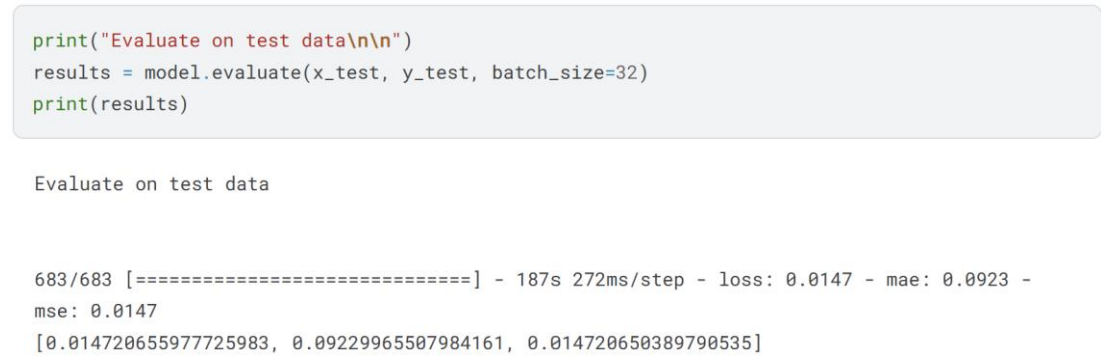 print("Evaluate on test data\n\n")
results = model.evaluate(x_test, y_test, batch_size=32)
print(results)
Evaluate on test data
683/683 [==============================] - 187s 272ms/step - loss: 0.0147 - mae: 0.0923 -
mse: 0.0147
[0.014720655977725983, 0.09229965507984161, 0.014720650389790535]